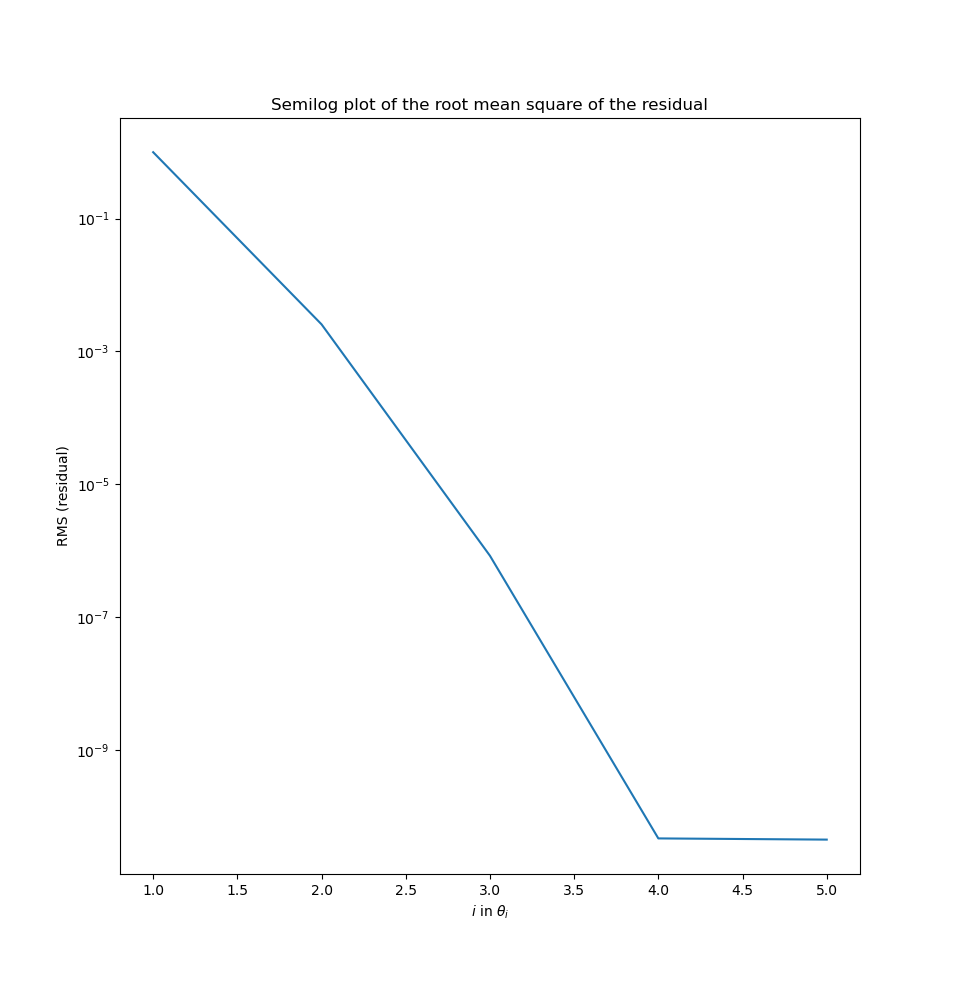 Semilog plot of the root mean square of the residual
RMS (residual)
10⁻¹
10⁻³
10⁻⁵
10⁻⁷
10⁻⁹
1.0 1.5 2.0 2.5 3.0 3.5 4.0 4.5 5.0
i in θᵢ